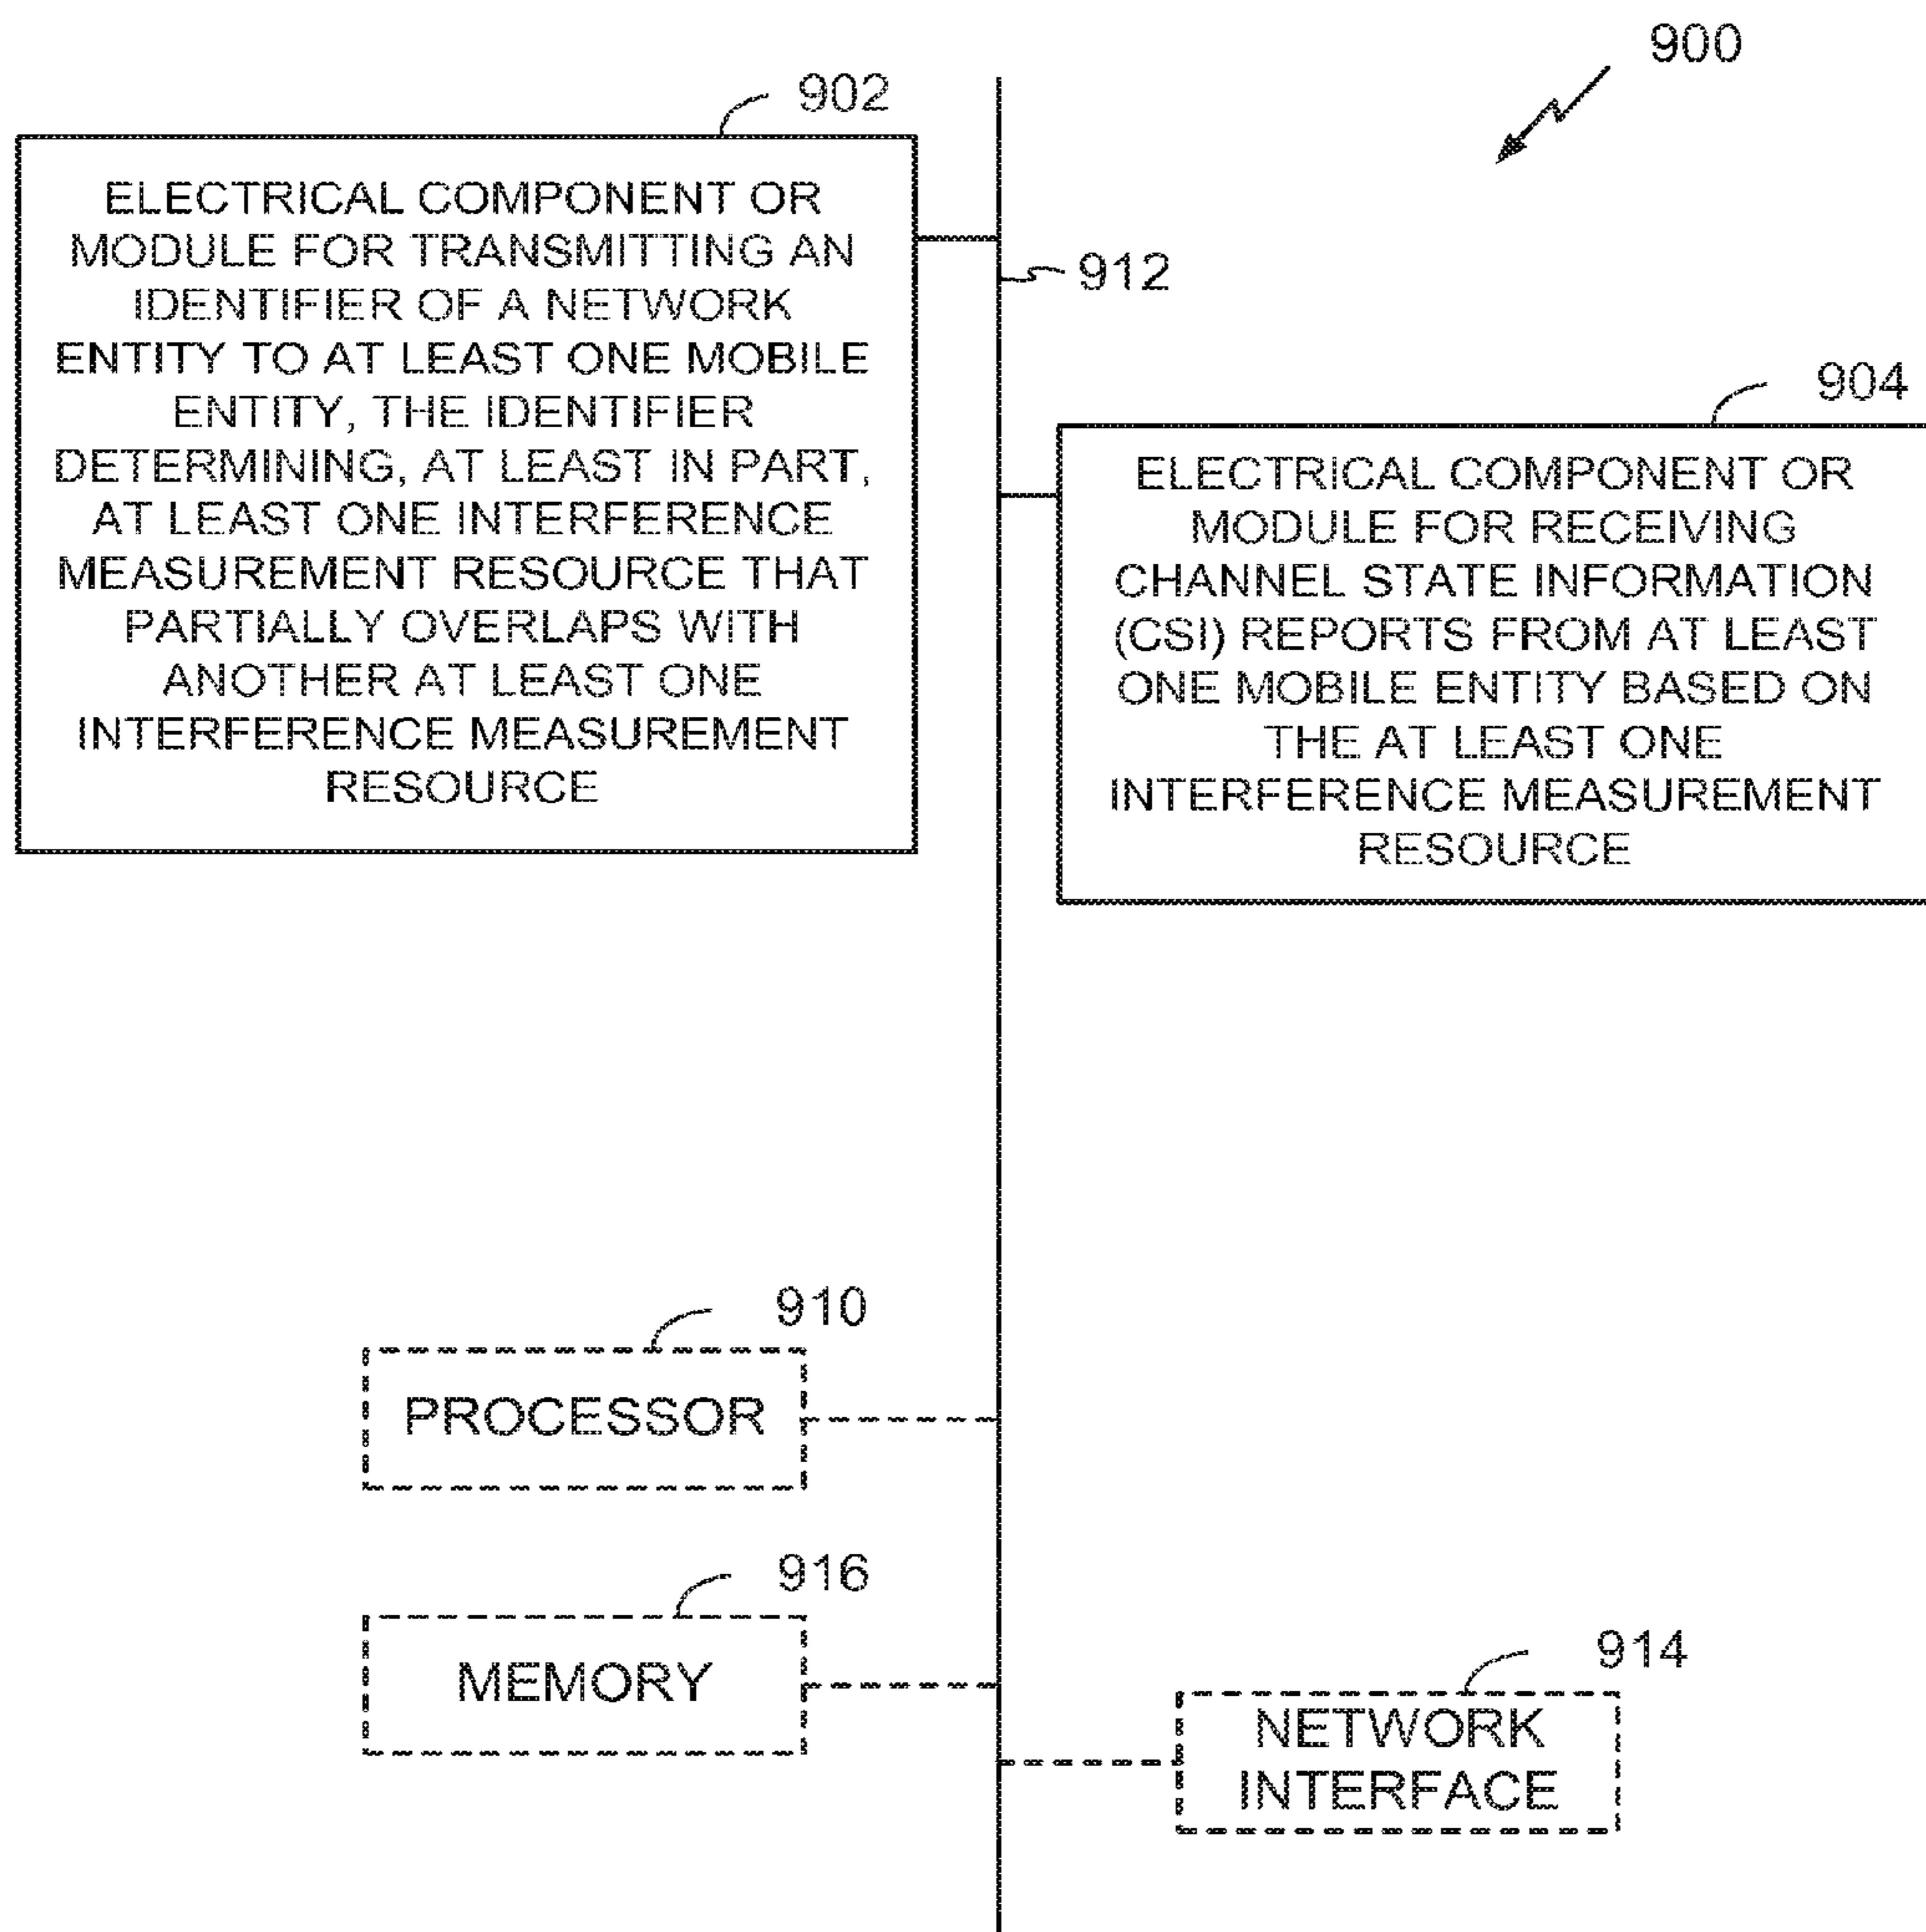 900
902
ELECTRICAL COMPONENT OR
MODULE FOR TRANSMITTING AN
IDENTIFIER OF A NETWORK
ENTITY TO AT LEAST ONE MOBILE
ENTITY, THE IDENTIFIER
DETERMINING, AT LEAST IN PART,
AT LEAST ONE INTERFERENCE
MEASUREMENT RESOURCE THAT
PARTIALLY OVERLAPS WITH
ANOTHER AT LEAST ONE
INTERFERENCE MEASUREMENT
RESOURCE
912
904
ELECTRICAL COMPONENT OR
MODULE FOR RECEIVING
CHANNEL STATE INFORMATION
(CSI) REPORTS FROM AT LEAST
ONE MOBILE ENTITY BASED ON
THE AT LEAST ONE
INTERFERENCE MEASUREMENT
RESOURCE
910
PROCESSOR
916
MEMORY
914
NETWORK
INTERFACE